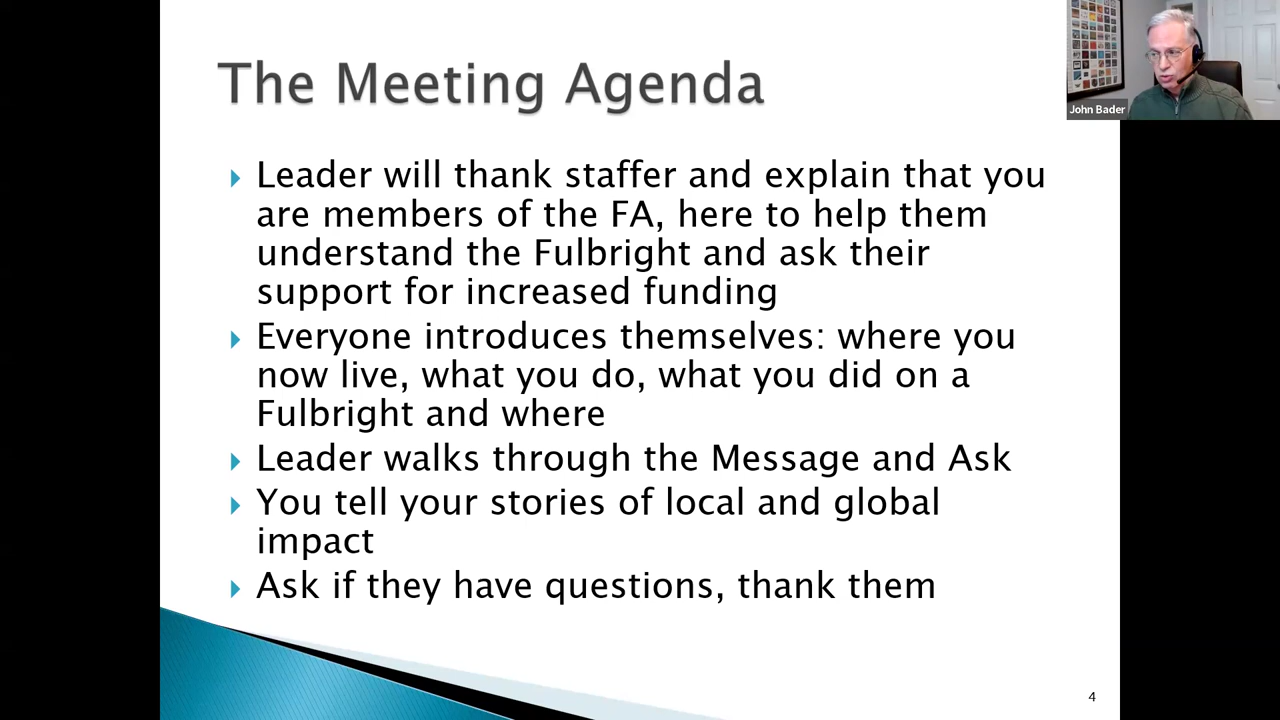 The Meeting Agenda
John Bader
Leader will thank staffer and explain that you
are members of the FA, here to help them
understand the Fulbright and ask their
support for increased funding
Everyone introduces themselves: where you
now live, what you do, what you did on a
Fulbright and where
Leader walks through the Message and Ask
You tell your stories of local and global
impact
Ask if they have questions, thank them
4